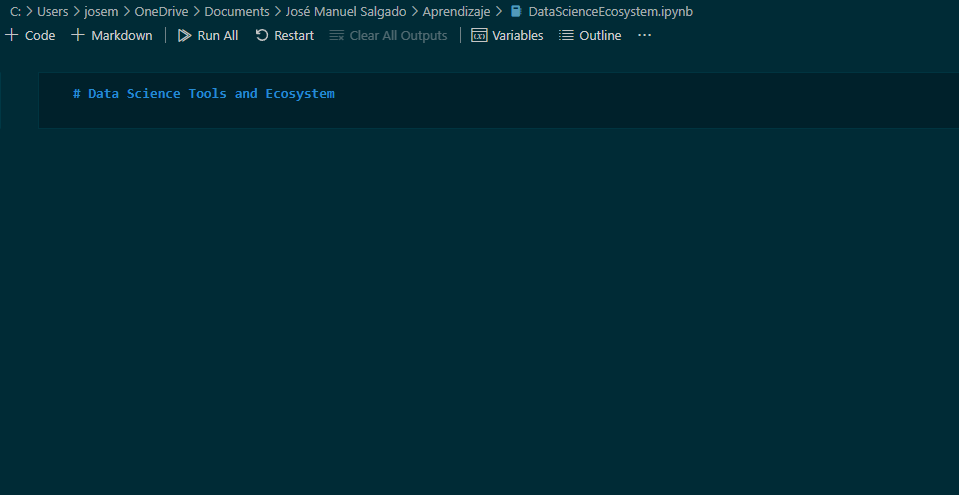 C: > Users > josem > OneDrive > Documents > José Manuel Salgado > Aprendizaje > DataScienceEcosystem.ipynb
+ Code + Markdown | Run All Restart Clear All Outputs | Variables Outline ...
# Data Science Tools and Ecosystem